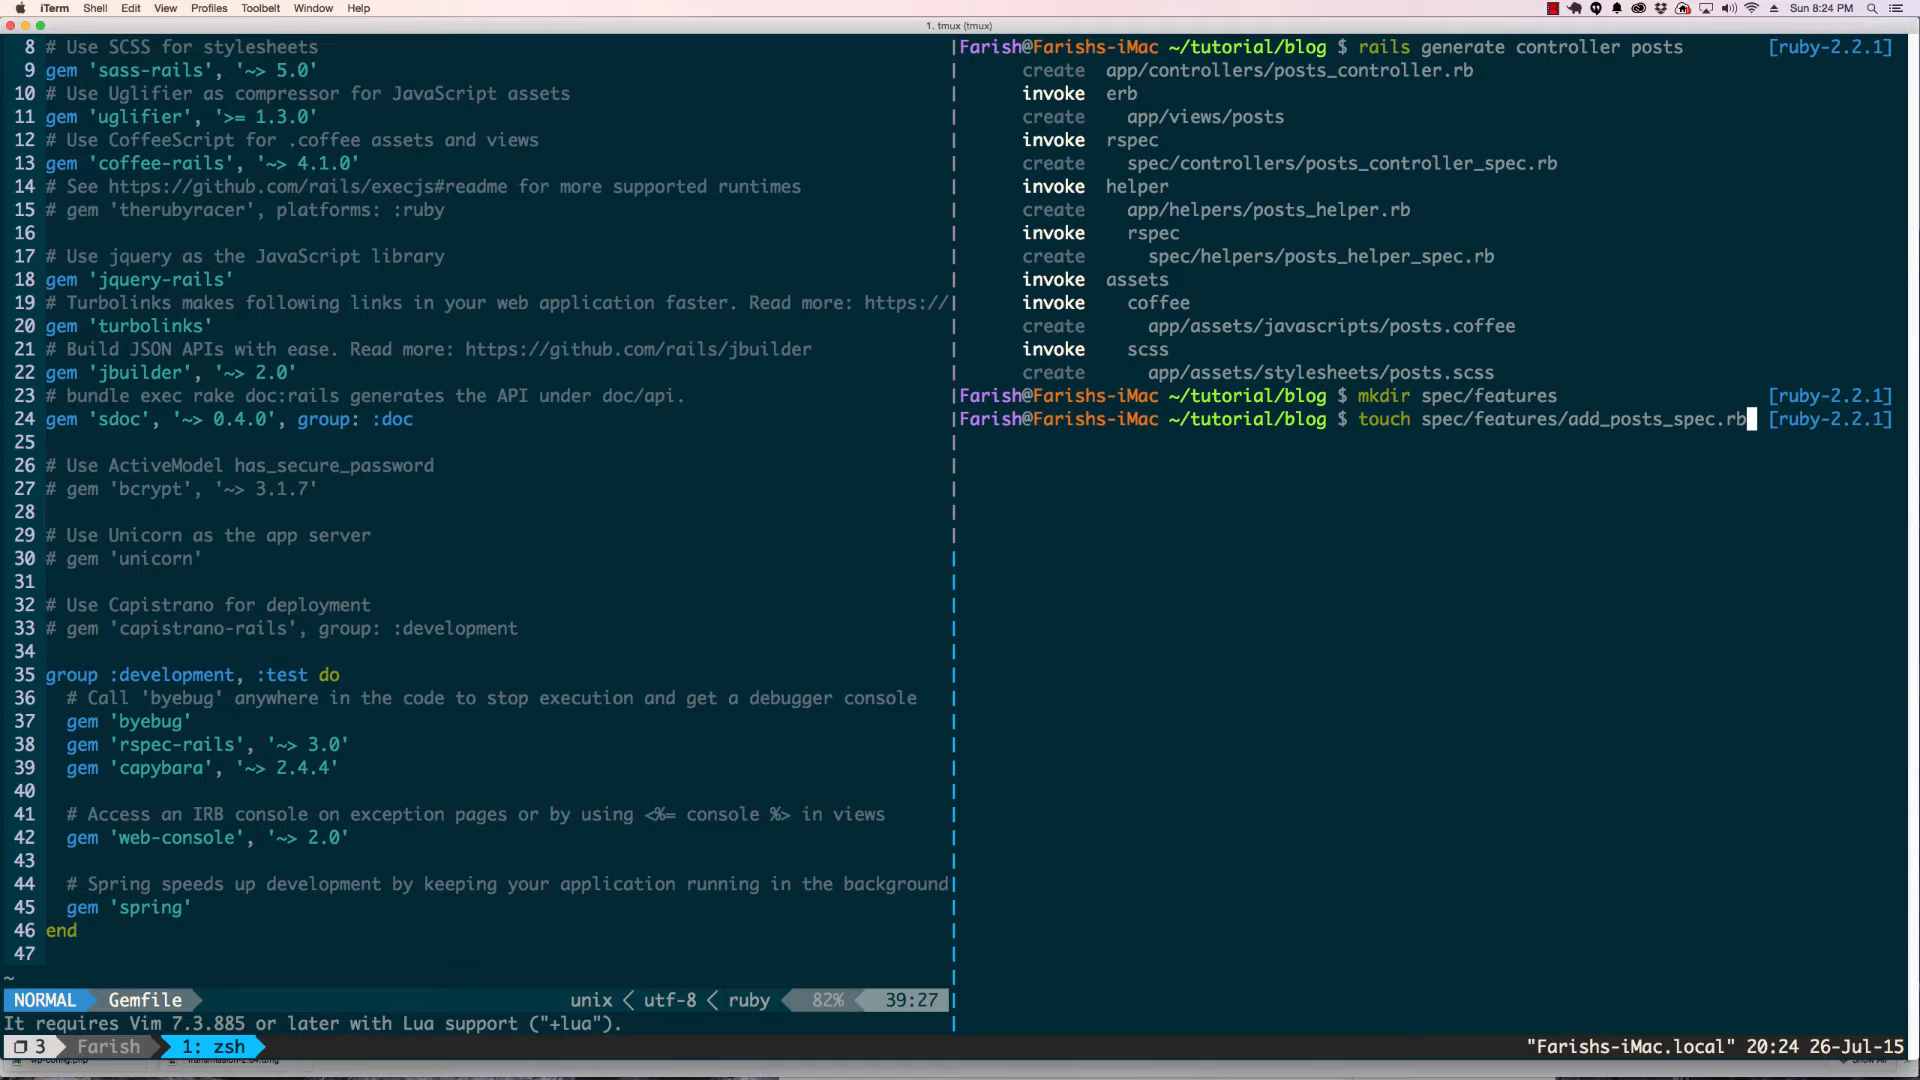 iTerm Shell Edit View Profiles Toolbelt Window Help Sun 8:24 PM
1. tmux (tmux)
8 # Use SCSS for stylesheets
9 gem 'sass-rails', '~> 5.0'
10 # Use Uglifier as compressor for JavaScript assets
11 gem 'uglifier', '>= 1.3.0'
12 # Use CoffeeScript for .coffee assets and views
13 gem 'coffee-rails', '~> 4.1.0'
14 # See https://github.com/rails/execjs#readme for more supported runtimes
15 # gem 'therubyracer', platforms: :ruby
16
17 # Use jquery as the JavaScript library
18 gem 'jquery-rails'
19 # Turbolinks makes following links in your web application faster. Read more: https://
20 gem 'turbolinks'
21 # Build JSON APIs with ease. Read more: https://github.com/rails/jbuilder
22 gem 'jbuilder', '~> 2.0'
23 # bundle exec rake doc:rails generates the API under doc/api.
24 gem 'sdoc', '~> 0.4.0', group: :doc
25
26 # Use ActiveModel has_secure_password
27 # gem 'bcrypt', '~> 3.1.7'
28
29 # Use Unicorn as the app server
30 # gem 'unicorn'
31
32 # Use Capistrano for deployment
33 # gem 'capistrano-rails', group: :development
34
35 group :development, :test do
36 # Call 'byebug' anywhere in the code to stop execution and get a debugger console
37 gem 'byebug'
38 gem 'rspec-rails', '~> 3.0'
39 gem 'capybara', '~> 2.4.4'
40
41 # Access an IRB console on exception pages or by using <%= console %> in views
42 gem 'web-console', '~> 2.0'
43
44 # Spring speeds up development by keeping your application running in the background
45 gem 'spring'
46 end
47
~
NORMAL Gemfile unix < utf-8 < ruby 82% 39:27
It requires Vim 7.3.885 or later with Lua support ("+lua").
Farish@Farishs-iMac ~/tutorial/blog $ rails generate controller posts [ruby-2.2.1]
create app/controllers/posts_controller.rb
invoke erb
create app/views/posts
invoke rspec
create spec/controllers/posts_controller_spec.rb
invoke helper
create app/helpers/posts_helper.rb
invoke rspec
create spec/helpers/posts_helper_spec.rb
invoke assets
invoke coffee
create app/assets/javascripts/posts.coffee
invoke scss
create app/assets/stylesheets/posts.scss
Farish@Farishs-iMac ~/tutorial/blog $ mkdir spec/features [ruby-2.2.1]
Farish@Farishs-iMac ~/tutorial/blog $ touch spec/features/add_posts_spec.rb [ruby-2.2.1]
3 Farish 1: zsh "Farishs-iMac.local" 20:24 26-Jul-15